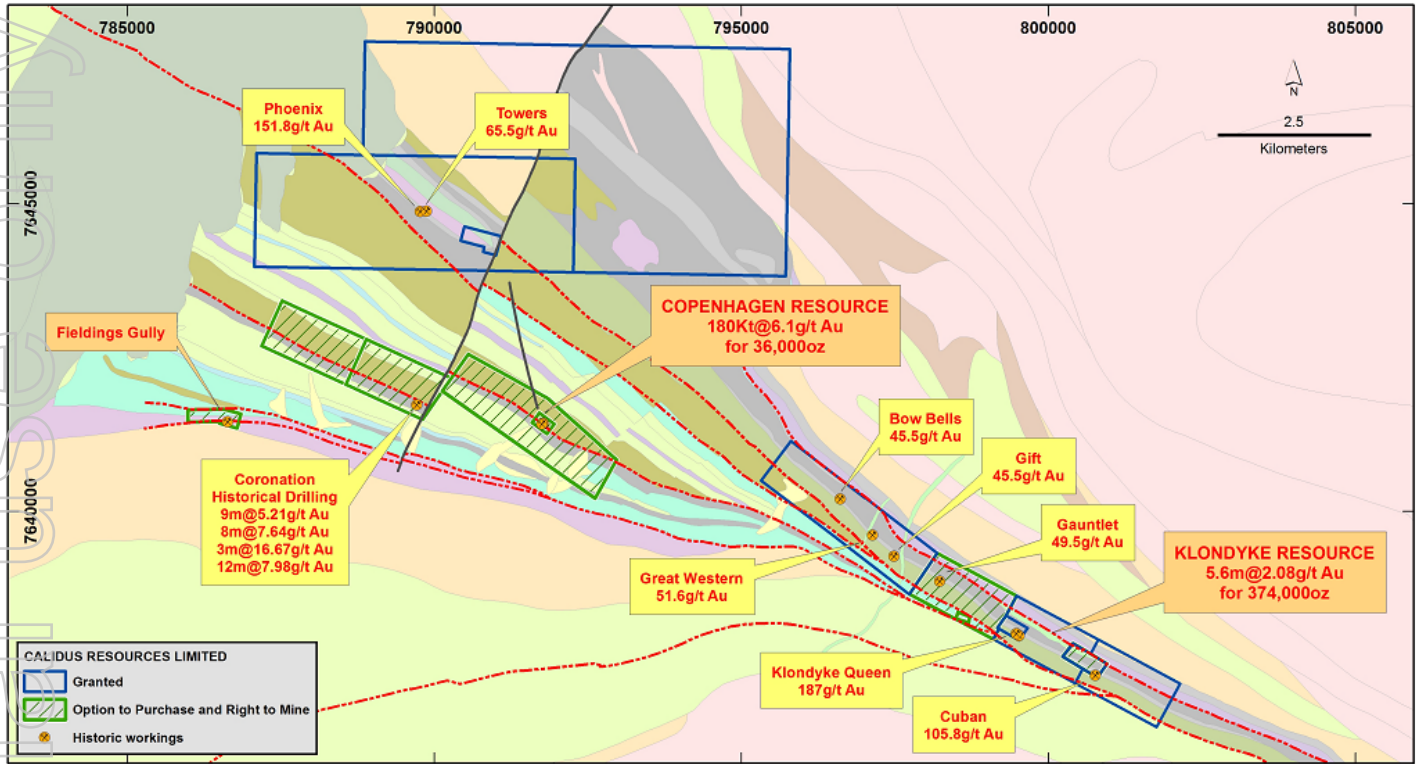 785000
790000
795000
800000
805000
N
2.5
Kilometers
7645000
7640000
Phoenix
151.8g/t Au
Towers
65.5g/t Au
COPENHAGEN RESOURCE
180Kt@6.1g/t Au
for 36,000oz
Fieldings Gully
Bow Bells
45.5g/t Au
Gift
45.5g/t Au
Coronation
Historical Drilling
9m@5.21g/t Au
8m@7.64g/t Au
3m@16.67g/t Au
12m@7.98g/t Au
Gauntlet
49.5g/t Au
KLONDYKE RESOURCE
5.6m@2.08g/t Au
for 374,000oz
Great Western
51.6g/t Au
Klondyke Queen
187g/t Au
Cuban
105.8g/t Au
CALIDUS RESOURCES LIMITED
Granted
Option to Purchase and Right to Mine
Historic workings